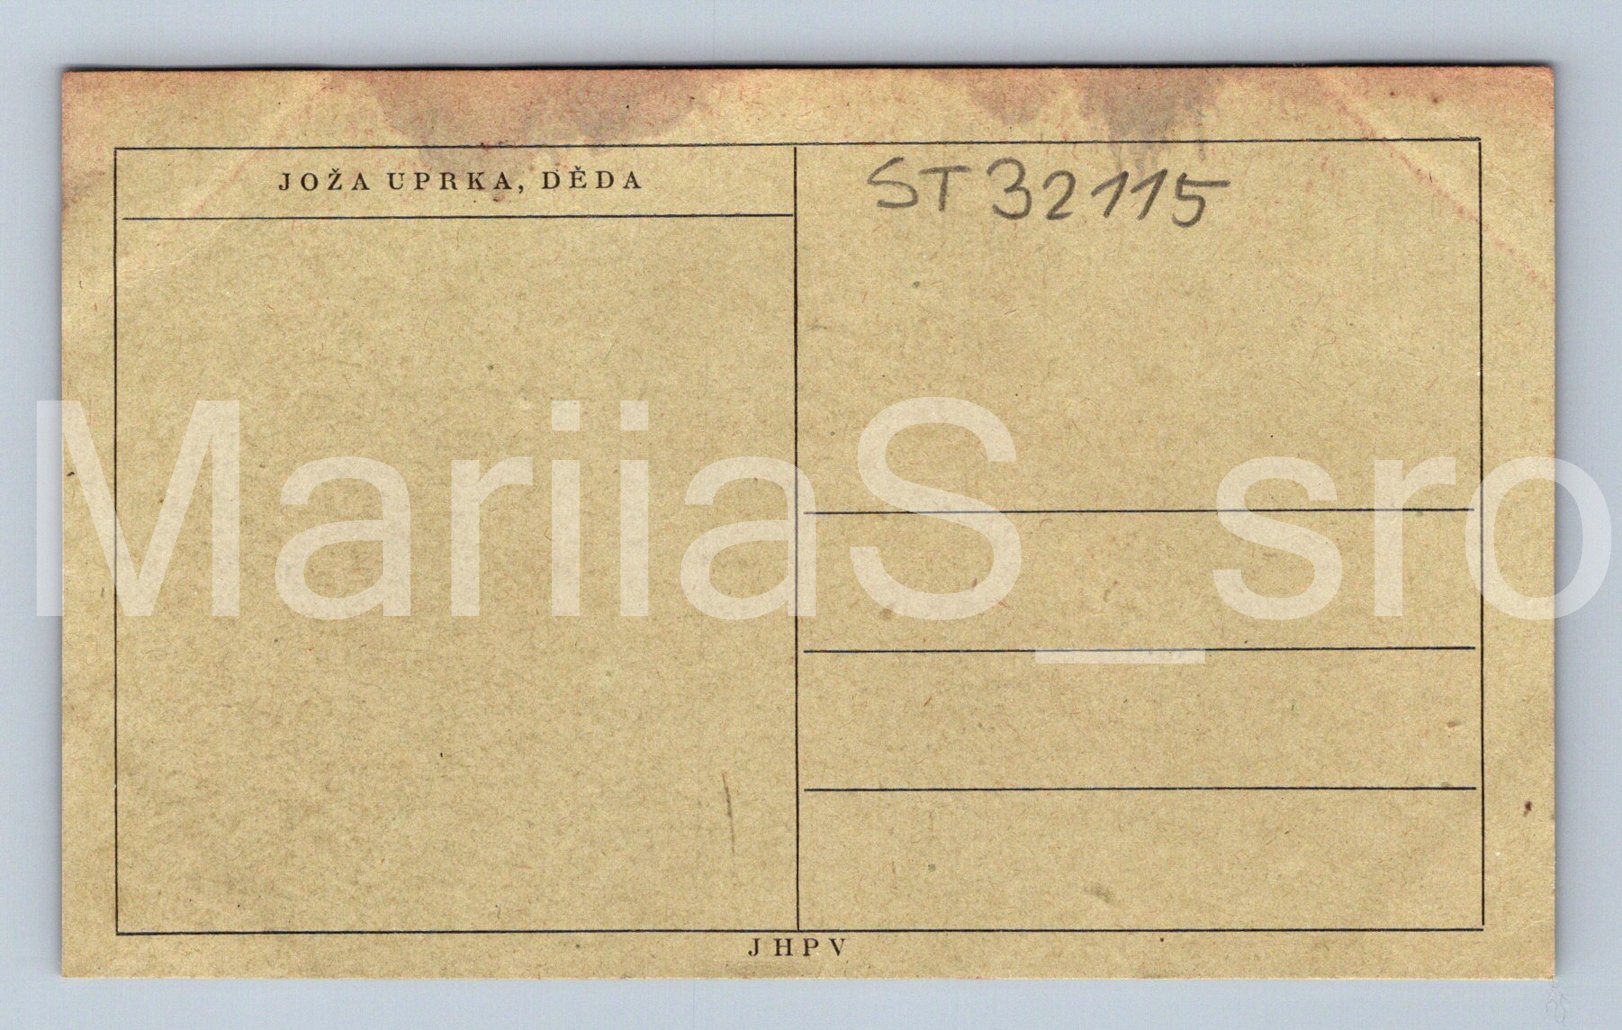 JOŽA UPRKA, DĚDA
ST 32115
MariiaS_sro
JHPV